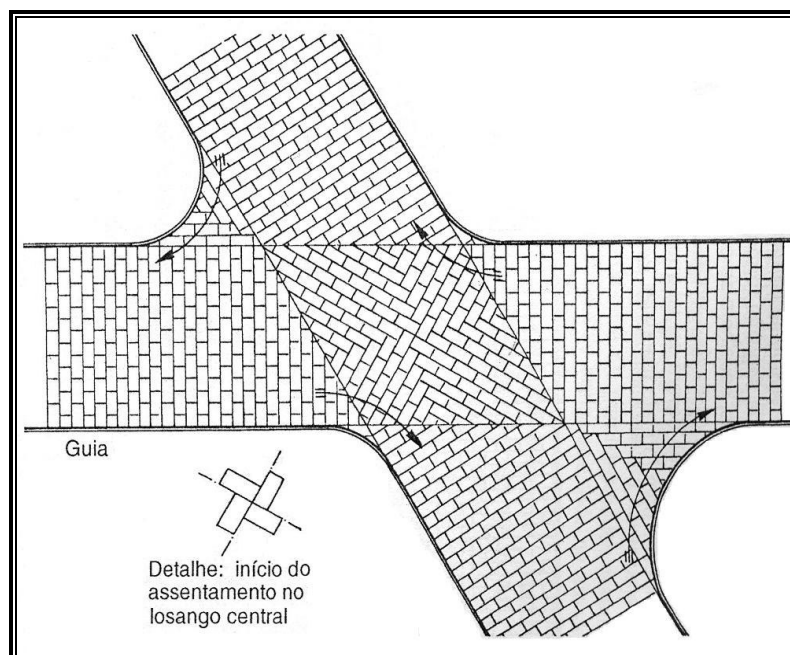 Guia
Detalhe: início do
assentamento no
losango central